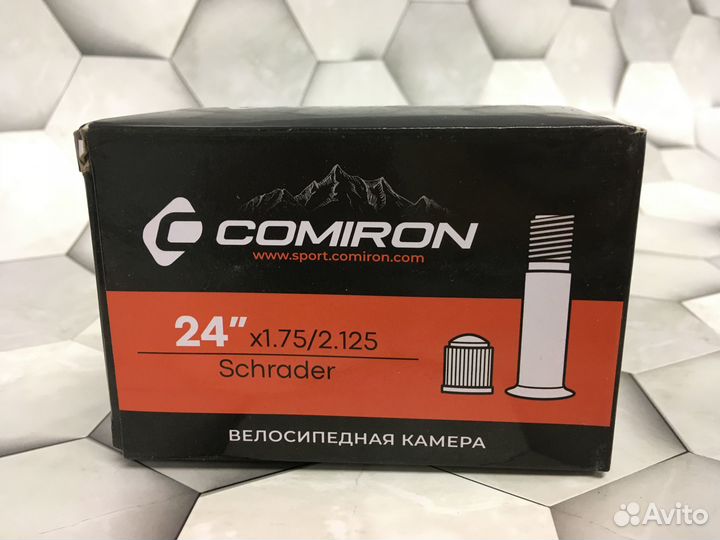 COMIRON
www.sport.comiron.com
24" x1.75/2.125
Schrader
ВЕЛОСИПЕДНАЯ КАМЕРА
Avito